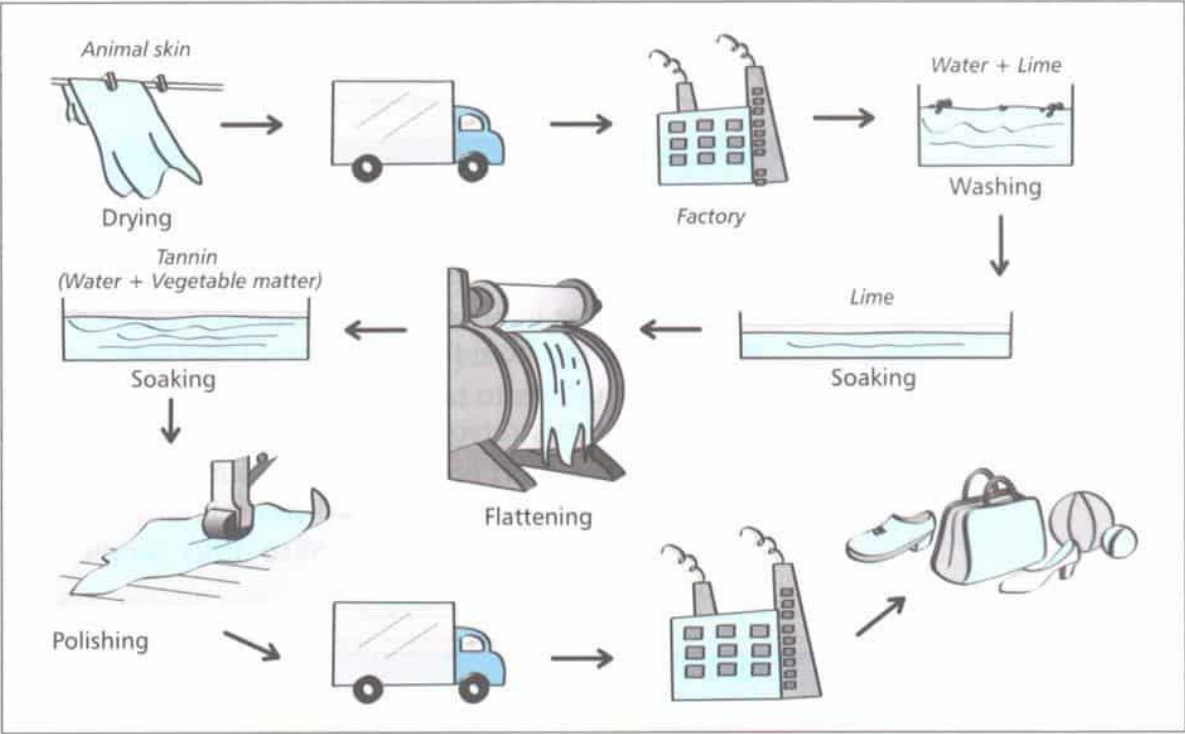 Animal skin
Drying
Factory
Water + Lime
Washing
Lime
Soaking
Flattening
Tannin
(Water + Vegetable matter)
Soaking
Polishing